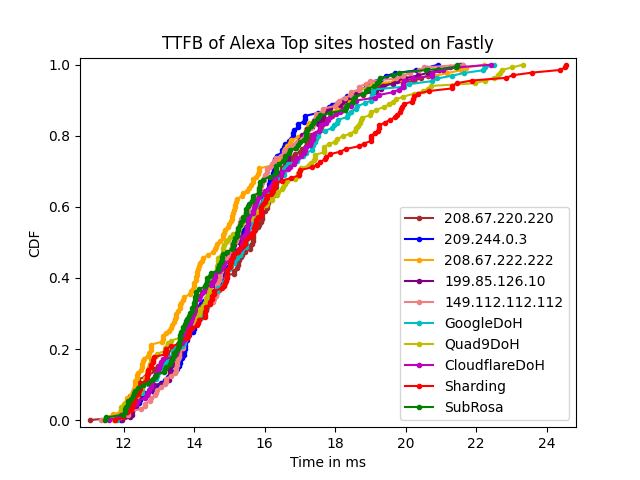 TTFB of Alexa Top sites hosted on Fastly
1.0
0.8
0.6
0.4
0.2
0.0
CDF
208.67.220.220
209.244.0.3
208.67.222.222
199.85.126.10
149.112.112.112
GoogleDoH
Quad9DoH
CloudflareDoH
Sharding
SubRosa
12 14 16 18 20 22 24
Time in ms